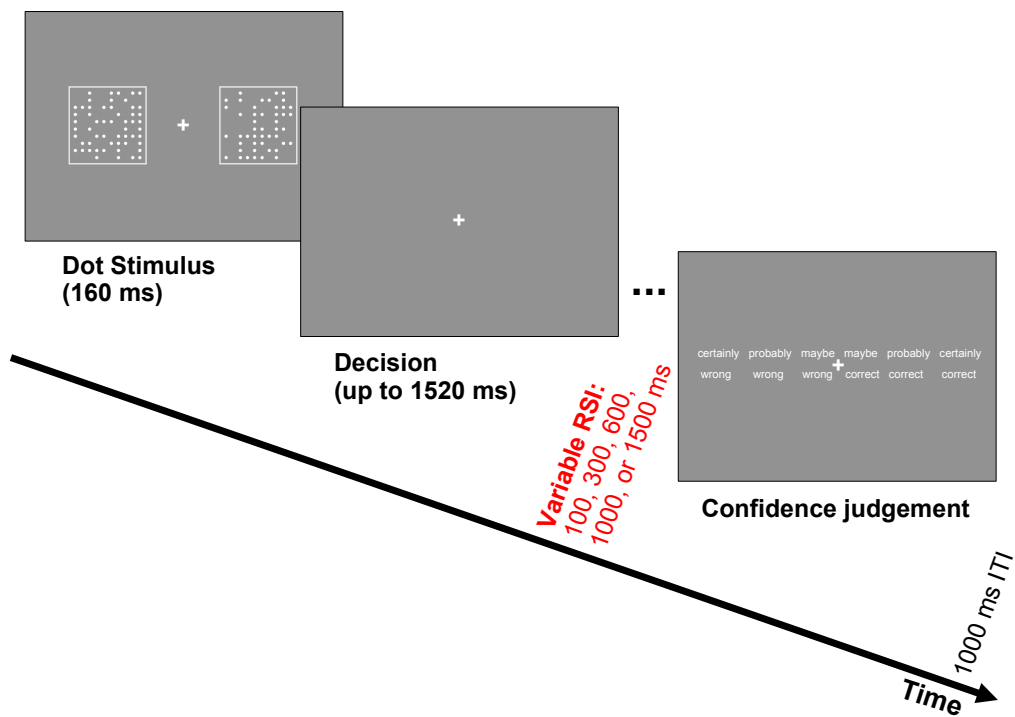 Dot Stimulus
(160 ms)
Decision
(up to 1520 ms)
...
Variable RSI:
100, 300, 600,
1000, or 1500 ms
certainly probably maybe maybe probably certainly
wrong wrong wrong correct correct correct
Confidence judgement
1000 ms ITI
Time